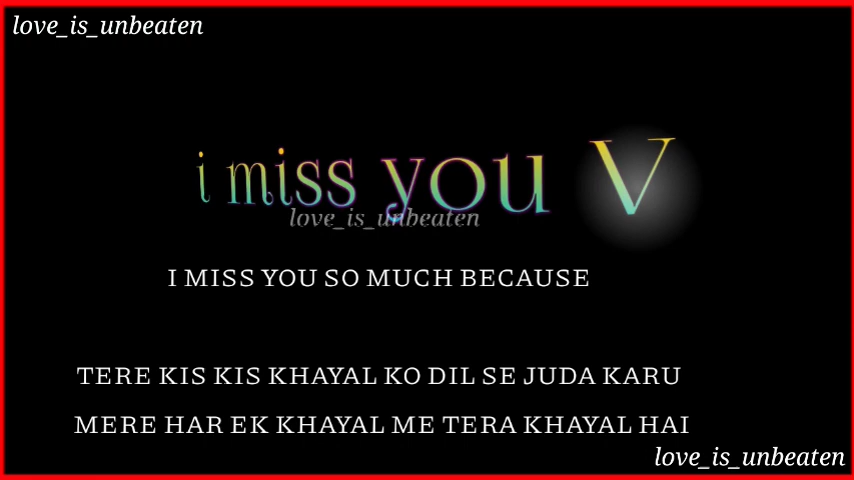 love_is_unbeaten
i miss you V
love_is_unbeaten
I MISS YOU SO MUCH BECAUSE
TERE KIS KIS KHAYAL KO DIL SE JUDA KARU
MERE HAR EK KHAYAL ME TERA KHAYAL HAI
love_is_unbeaten